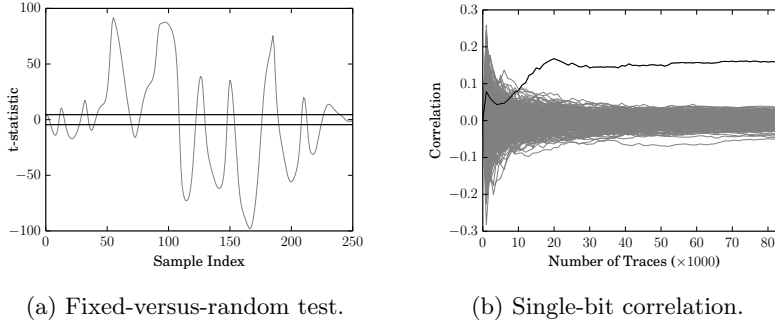 100
50
0
−50
−100
t-statistic
0 50 100 150 200 250
Sample Index
0.3
0.2
0.1
0.0
−0.1
−0.2
−0.3
Correlation
0 10 20 30 40 50 60 70 80
Number of Traces (×1000)
(a) Fixed-versus-random test.
(b) Single-bit correlation.